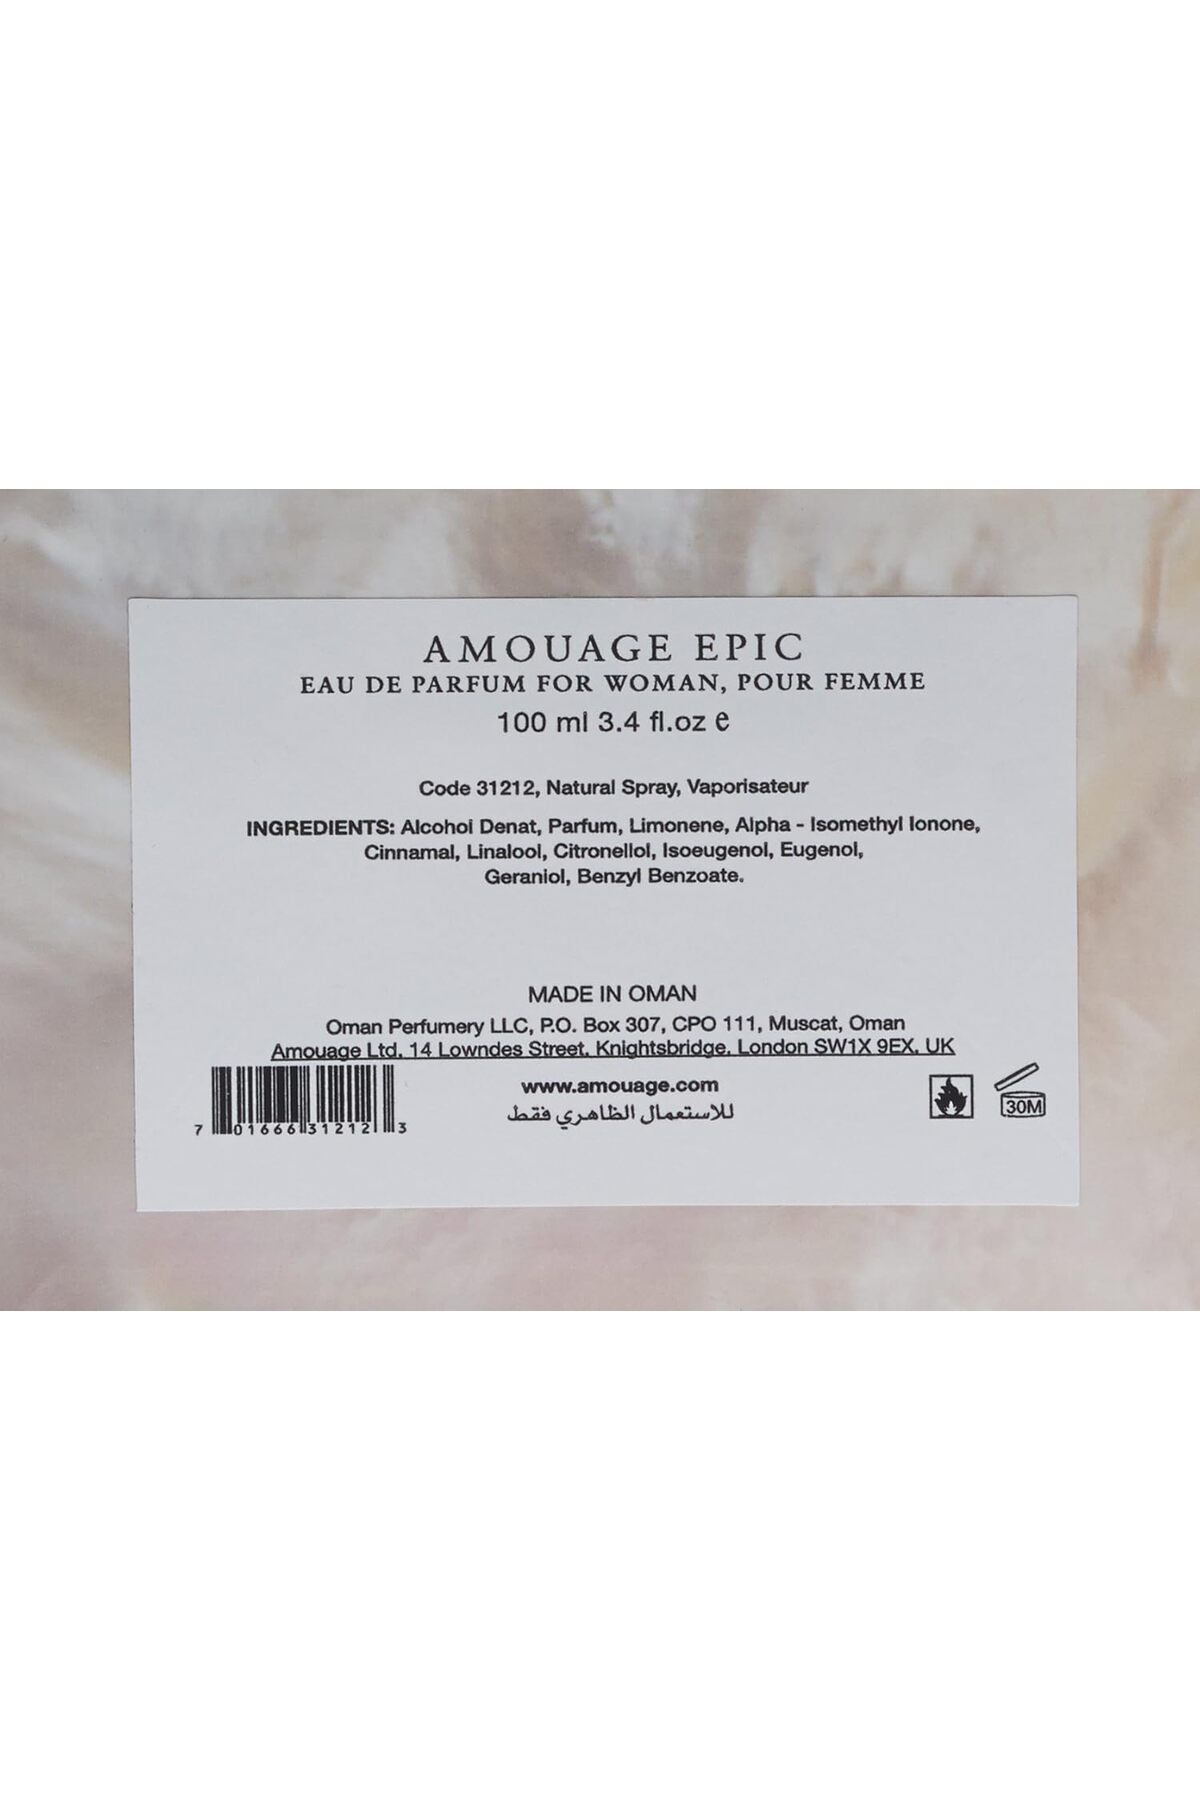 AMOUAGE EPIC
EAU DE PARFUM FOR WOMAN, POUR FEMME
100 ml 3.4 fl.oz e
Code 31212, Natural Spray, Vaporisateur
INGREDIENTS: Alcohol Denat, Parfum, Limonene, Alpha - Isomethyl Ionone,
Cinnamal, Linalool, Citronellol, Isoeugenol, Eugenol,
Geraniol, Benzyl Benzoate.
MADE IN OMAN
Oman Perfumery LLC, P.O. Box 307, CPO 111, Muscat, Oman
Amouage Ltd. 14 Lowndes Street. Knightsbridge. London SW1X 9EX. UK
www.amouage.com
للاستعمال الظاهري فقط
7 01666 31212 3
30M